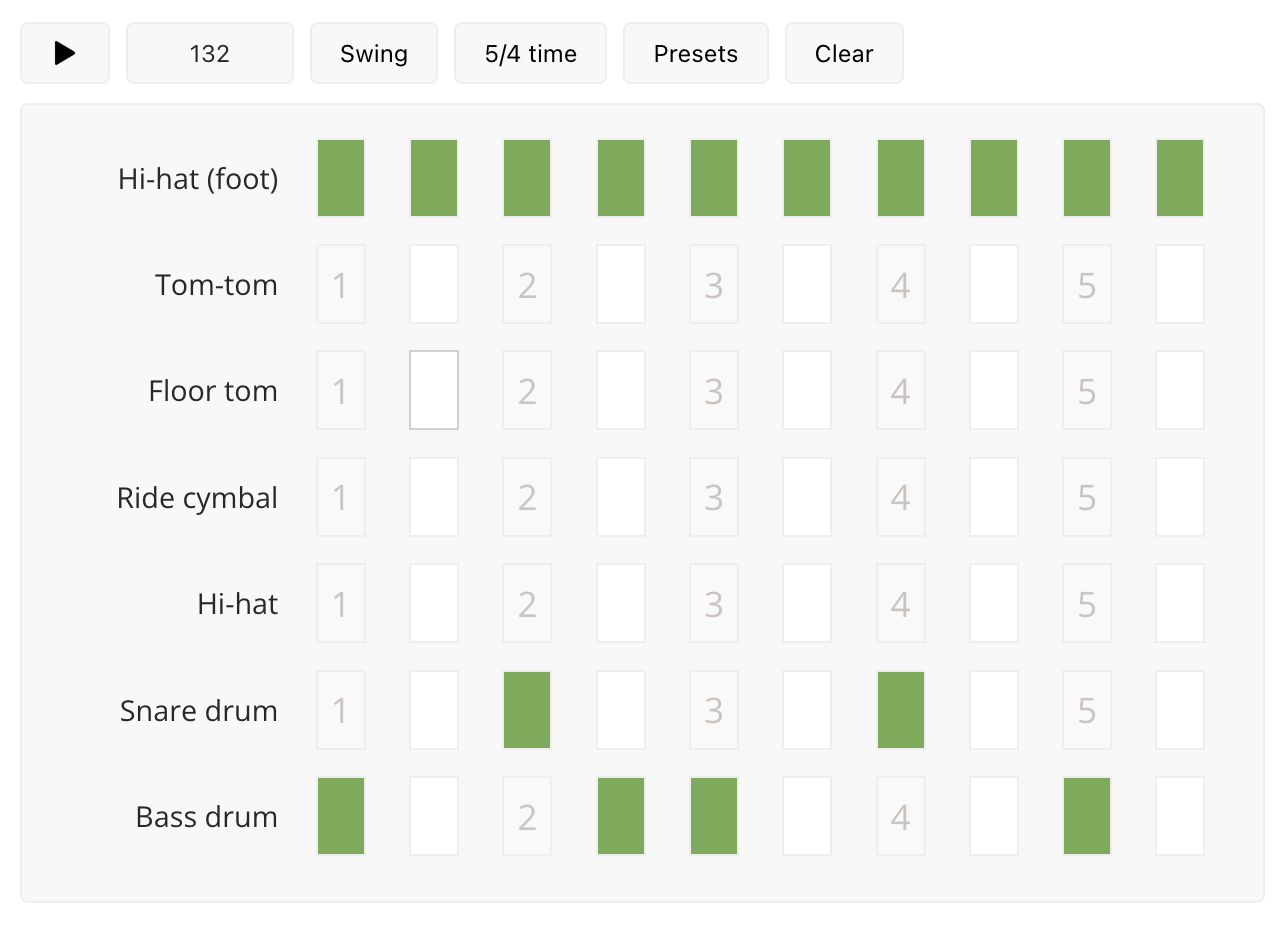 132 Swing 5/4 time Presets Clear
Hi-hat (foot)
Tom-tom 1 2 3 4 5
Floor tom 1 2 3 4 5
Ride cymbal 1 2 3 4 5
Hi-hat 1 2 3 4 5
Snare drum 1 3 5
Bass drum 2 4